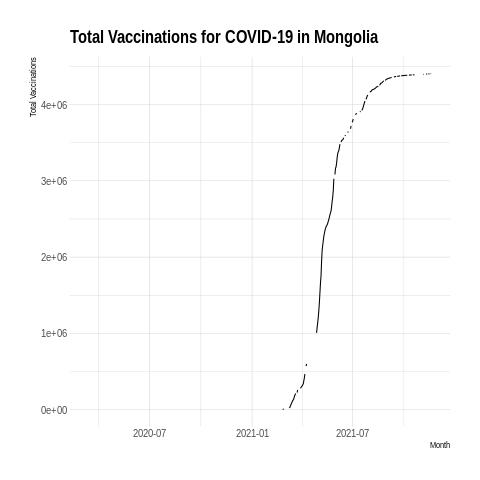 Total Vaccinations for COVID-19 in Mongolia
Total Vaccinations
4e+06
3e+06
2e+06
1e+06
0e+00
2020-07 2021-01 2021-07
Month